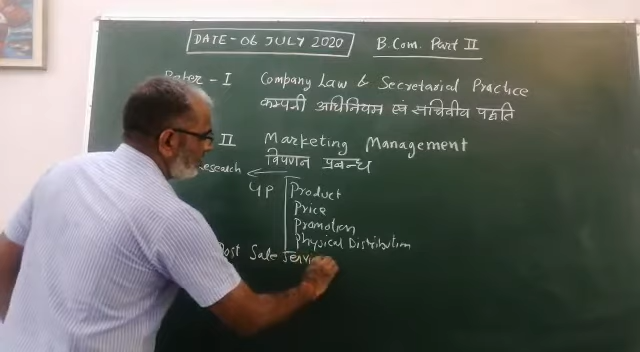 DATE - 06 JULY 2020
B.Com. Part II
Paper - I Company Law & Secretarial Practice
कम्पनी अधिनियम एवं सचिवीय पद्धति
II Marketing Management
विपणन प्रबन्ध
esearch
4P Product
Price
Promotion
Physical Distribution
Post Sale Servi